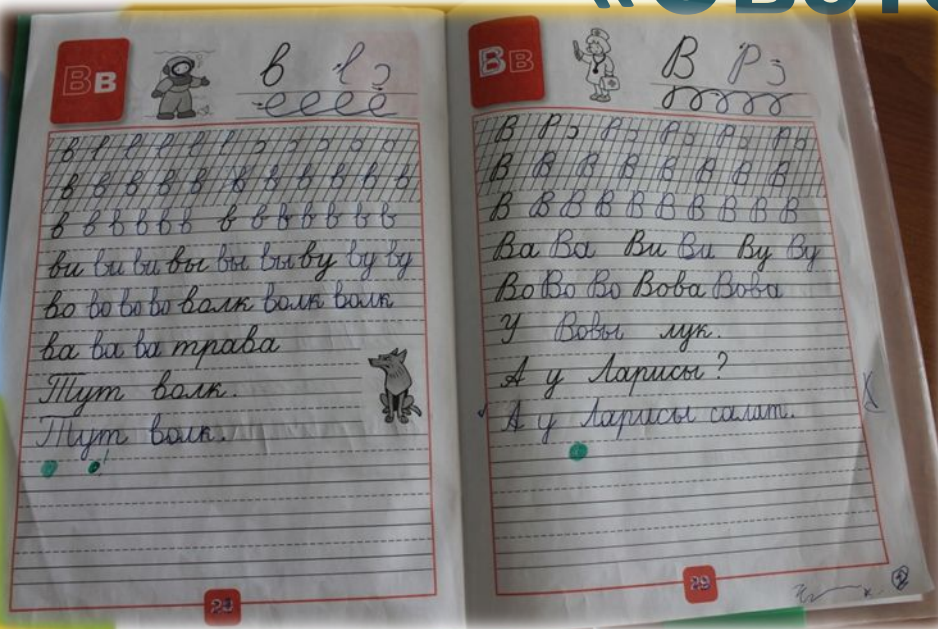 Вв
в
в
в в в в в в в в в в
в в в в в в в в в в в
ви ви ви вы вы вы ву ву ву
во во во во волк волк волк
ва ва ва трава
Тут волк.
Тут волк.
28
Вв
В
В
В В В В В В В В В
В В В В В В В В В
Ва Ва Ви Ви Ву Ву
Во Во Во Вова Вова
У Вовы лук.
А у Ларисы?
А у Ларисы салат.
29